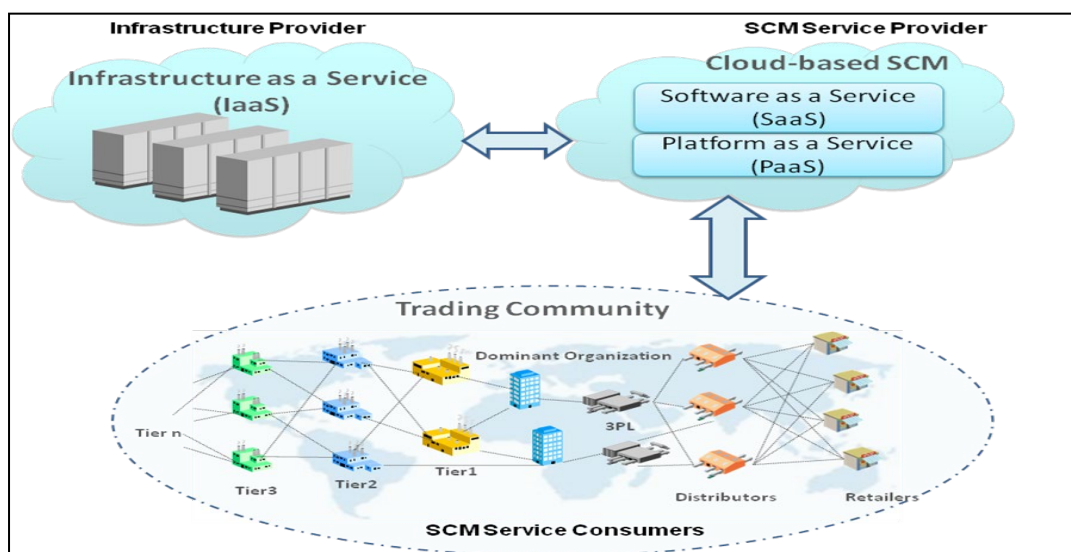 Infrastructure Provider
SCM Service Provider
Infrastructure as a Service
(IaaS)
Cloud-based SCM
Software as a Service
(SaaS)
Platform as a Service
(PaaS)
Trading Community
Dominant Organization
Tier n
3PL
Tier1
Tier3
Tier2
Distributors
Retailers
SCM Service Consumers